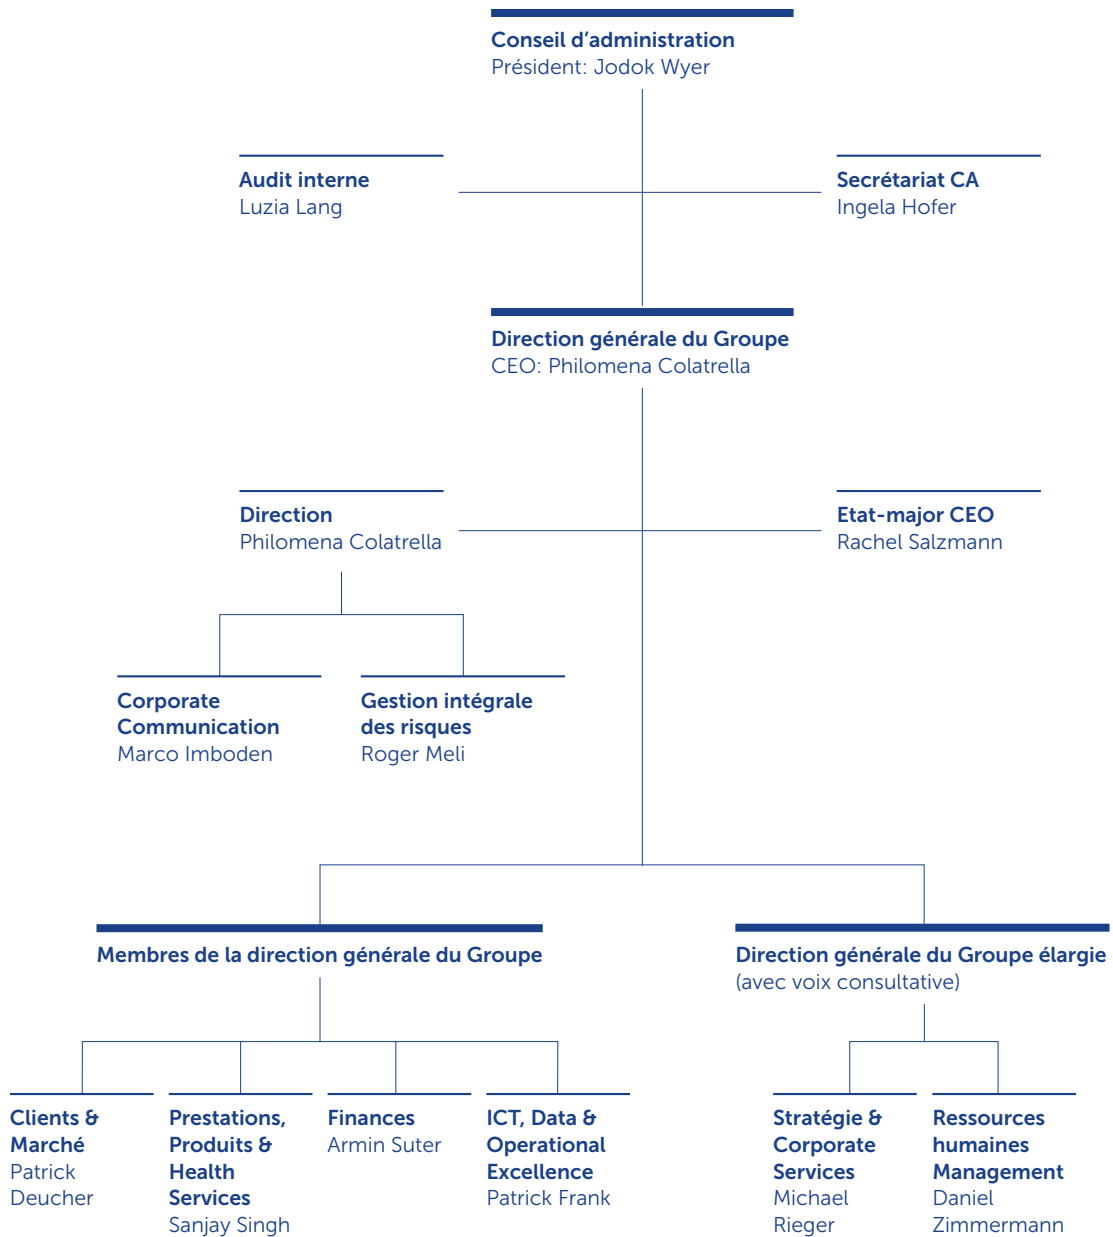 Conseil d’administration
Président: Jodok Wyer
Audit interne
Luzia Lang
Secrétariat CA
Ingela Hofer
Direction générale du Groupe
CEO: Philomena Colatrella
Direction
Philomena Colatrella
Etat-major CEO
Rachel Salzmann
Corporate
Communication
Marco Imboden
Gestion intégrale
des risques
Roger Meli
Membres de la direction générale du Groupe
Direction générale du Groupe élargie
(avec voix consultative)
Clients &
Marché
Patrick
Deucher
Prestations,
Produits &
Health
Services
Sanjay Singh
Finances
Armin Suter
ICT, Data &
Operational
Excellence
Patrick Frank
Stratégie &
Corporate
Services
Michael
Rieger
Ressources
humaines
Management
Daniel
Zimmermann